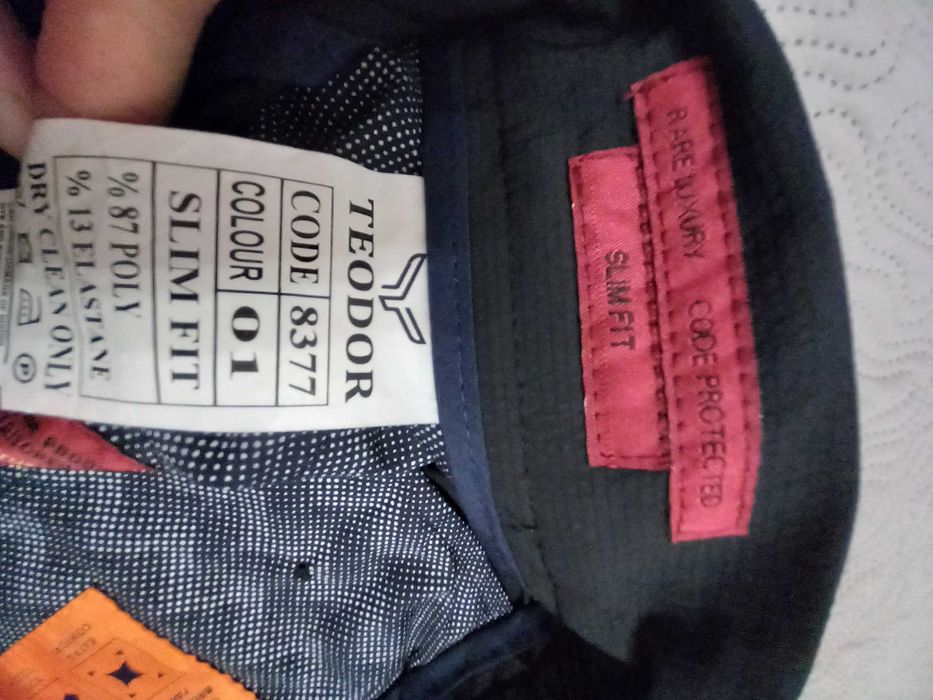 TEODOR
CODE 8377
COLOUR 01
SLIM FIT
% 87 POLY
% 13 ELASTANE
DRY CLEAN ONLY
P
RARE LUXURY CODE PROTECTED
SLIM FIT